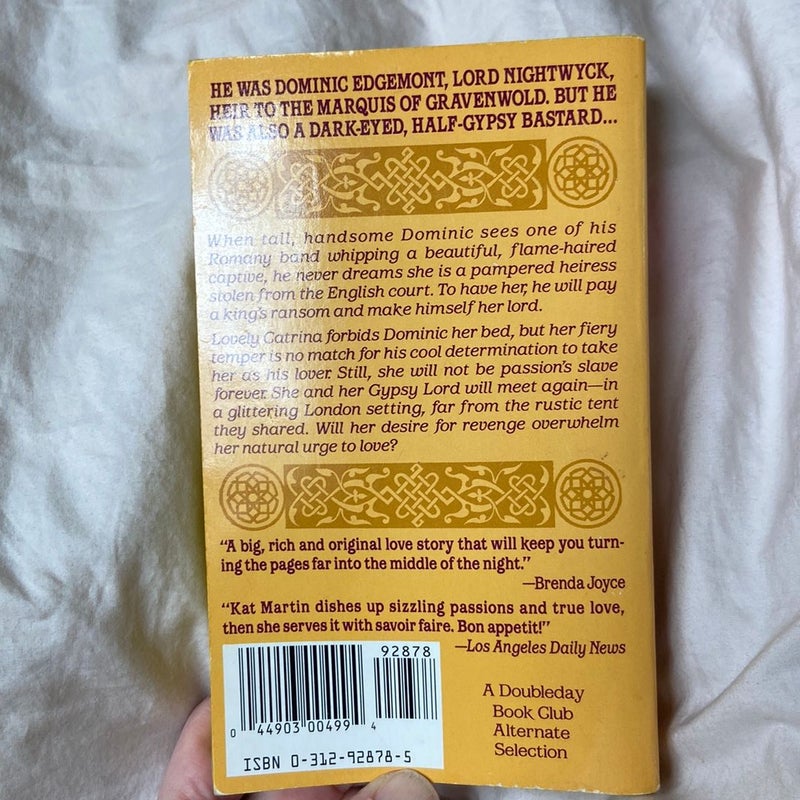 HE WAS DOMINIC EDGEMONT, LORD NIGHTWYCK,
HEIR TO THE MARQUIS OF GRAVENWOLD. BUT HE
WAS ALSO A DARK-EYED, HALF-GYPSY BASTARD...
When tall, handsome Dominic sees one of his
Romany band whipping a beautiful, flame-haired
captive, he never dreams she is a pampered heiress
stolen from the English court. To have her, he will pay
a king's ransom and make himself her lord.
Lovely Catrina forbids Dominic her bed, but her fiery
temper is no match for his cool determination to take
her as his lover. Still, she will not be passion's slave
forever. She and her Gypsy Lord will meet again—in
a glittering London setting, far from the rustic tent
they shared. Will her desire for revenge overwhelm
her natural urge to love?
"A big, rich and original love story that will keep you turn-
ing the pages far into the middle of the night."
—Brenda Joyce
"Kat Martin dishes up sizzling passions and true love,
then she serves it with savoir faire. Bon appetit!"
—Los Angeles Daily News
92878
0 44903 00499 4
ISBN 0-312-92878-5
A Doubleday
Book Club
Alternate
Selection